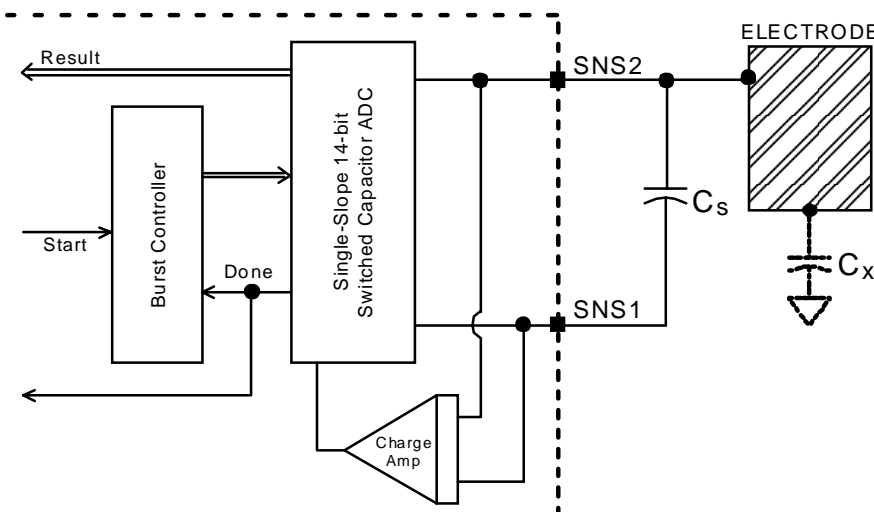 ELECTRODE
Result
SNS2
Single-Slope 14-bit
Switched Capacitor ADC
Burst Controller
Cs
Start
Done
Cx
SNS1
Charge
Amp